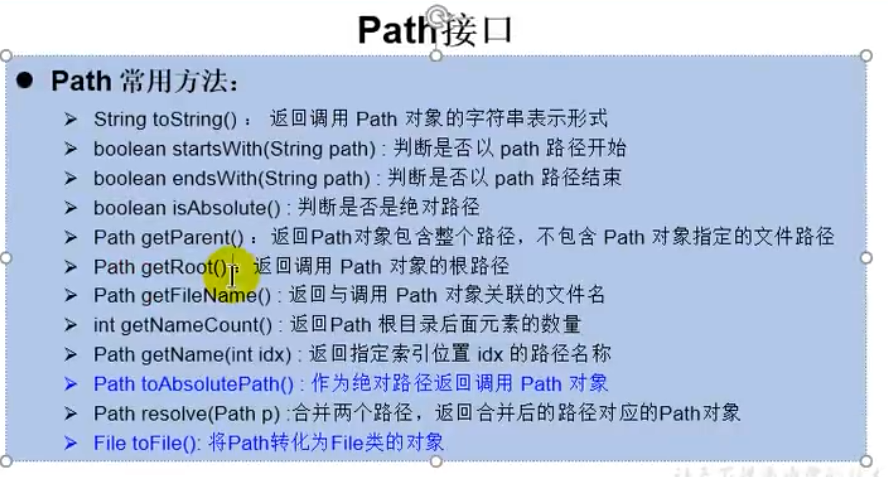 Path接口
● Path 常用方法：
➢ String toString() ： 返回调用 Path 对象的字符串表示形式
➢ boolean startsWith(String path) : 判断是否以 path 路径开始
➢ boolean endsWith(String path) : 判断是否以 path 路径结束
➢ boolean isAbsolute() : 判断是否是绝对路径
➢ Path getParent() ：返回Path对象包含整个路径，不包含 Path 对象指定的文件路径
➢ Path getRoot() ：返回调用 Path 对象的根路径
➢ Path getFileName() : 返回与调用 Path 对象关联的文件名
➢ int getNameCount() : 返回Path 根目录后面元素的数量
➢ Path getName(int idx) : 返回指定索引位置 idx 的路径名称
➢ Path toAbsolutePath() : 作为绝对路径返回调用 Path 对象
➢ Path resolve(Path p) :合并两个路径，返回合并后的路径对应的Path对象
➢ File toFile(): 将Path转化为File类的对象